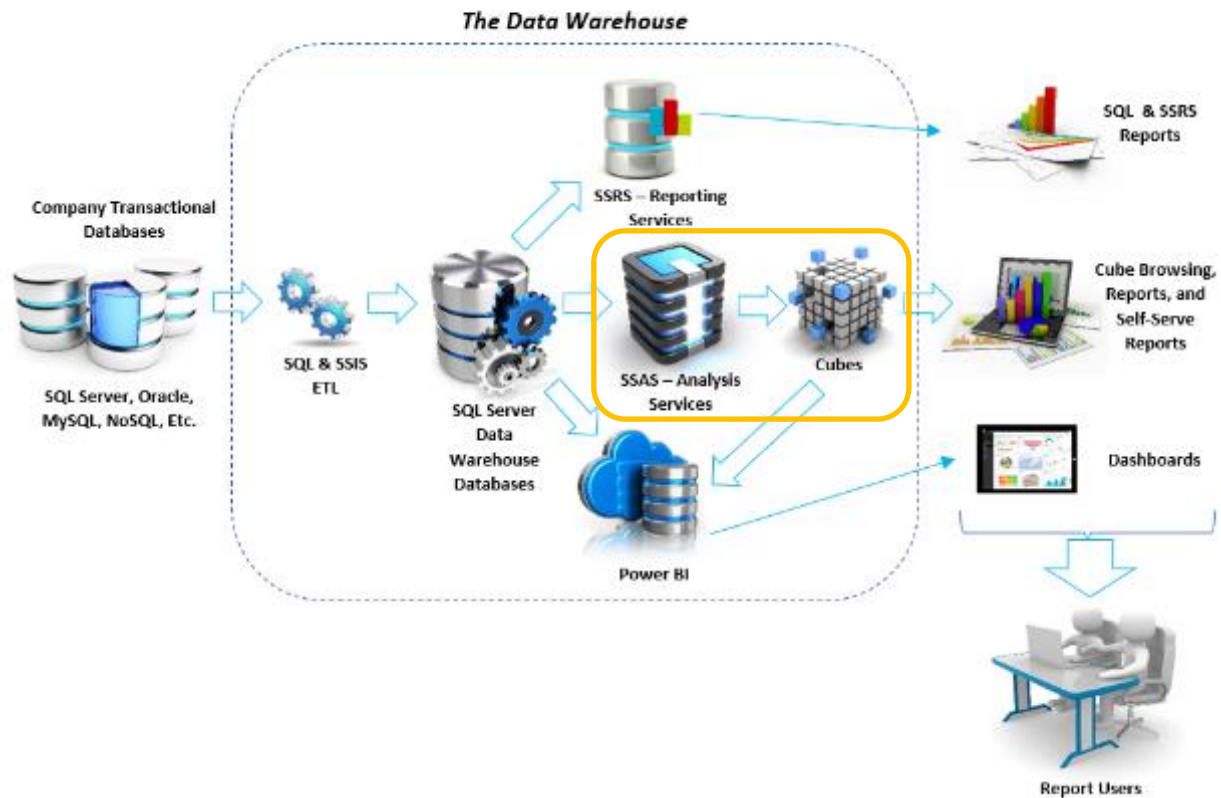 The Data Warehouse
SQL & SSRS
Reports
SSRS – Reporting
Services
Company Transactional
Databases
SQL Server, Oracle,
MySQL, NoSQL, Etc.
SQL & SSIS
ETL
SQL Server
Data
Warehouse
Databases
SSAS – Analysis
Services
Cubes
Cube Browsing,
Reports, and
Self-Serve
Reports
Power BI
Dashboards
Report Users